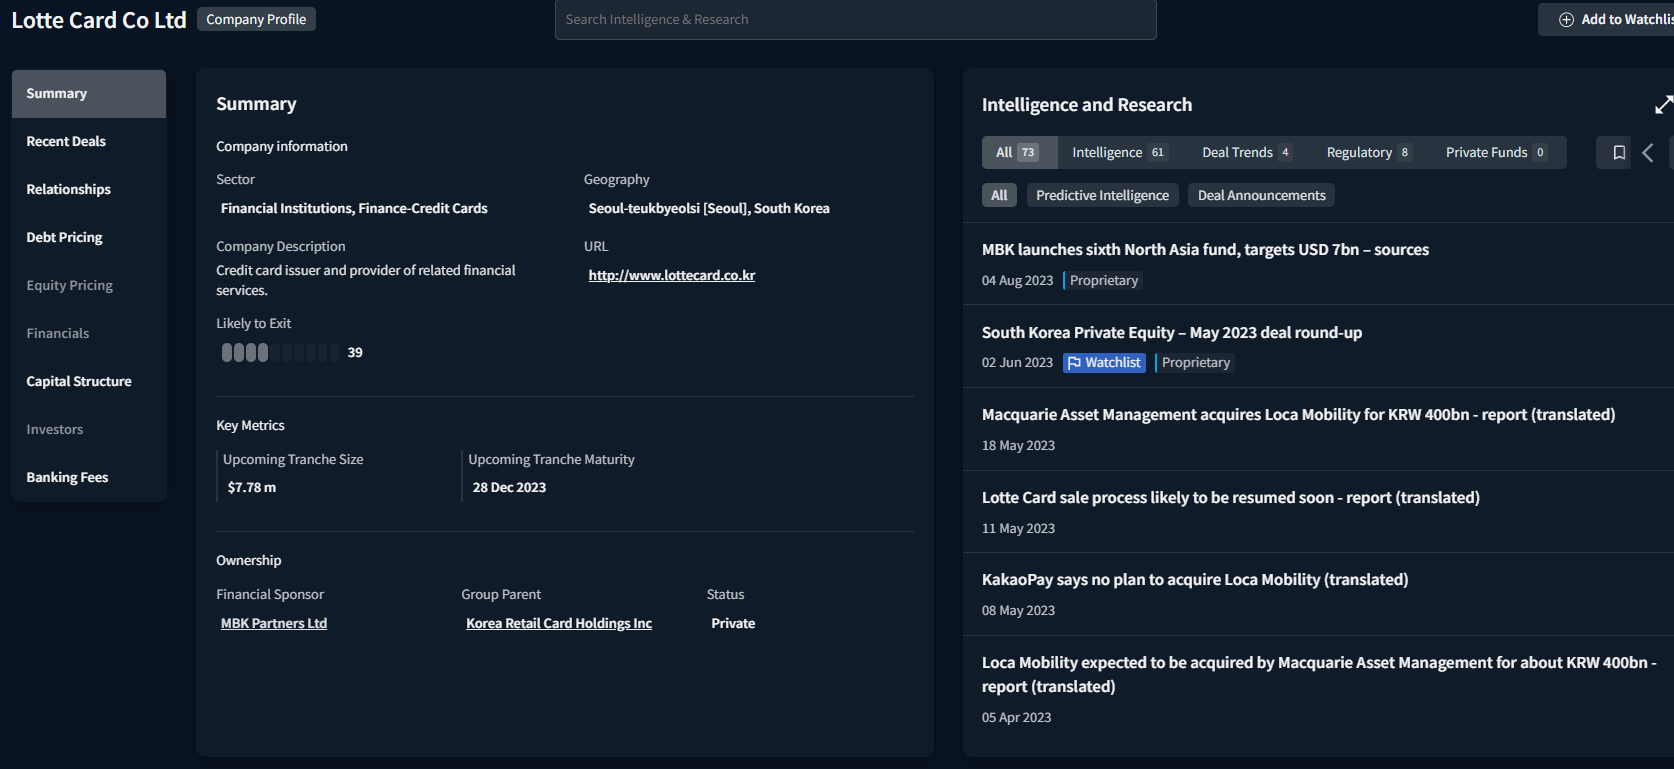 Lotte Card Co Ltd
Company Profile
Search Intelligence & Research
Add to Watchlis
Summary
Recent Deals
Relationships
Debt Pricing
Equity Pricing
Financials
Capital Structure
Investors
Banking Fees
Summary
Company information
Sector
Financial Institutions, Finance-Credit Cards
Geography
Seoul-teukbyeolsi [Seoul], South Korea
Company Description
Credit card issuer and provider of related financial
services.
URL
http://www.lottecard.co.kr
Likely to Exit
39
Key Metrics
Upcoming Tranche Size
$7.78 m
Upcoming Tranche Maturity
28 Dec 2023
Ownership
Financial Sponsor
MBK Partners Ltd
Group Parent
Korea Retail Card Holdings Inc
Status
Private
Intelligence and Research
All 73 Intelligence 61 Deal Trends 4 Regulatory 8 Private Funds 0
All Predictive Intelligence Deal Announcements
MBK launches sixth North Asia fund, targets USD 7bn – sources
04 Aug 2023 Proprietary
South Korea Private Equity – May 2023 deal round-up
02 Jun 2023 Watchlist Proprietary
Macquarie Asset Management acquires Loca Mobility for KRW 400bn - report (translated)
18 May 2023
Lotte Card sale process likely to be resumed soon - report (translated)
11 May 2023
KakaoPay says no plan to acquire Loca Mobility (translated)
08 May 2023
Loca Mobility expected to be acquired by Macquarie Asset Management for about KRW 400bn -
report (translated)
05 Apr 2023